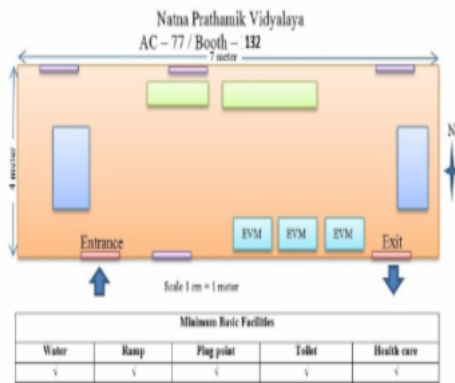 Natna Prathamik Vidyalaya
AC – 77 / Booth – 132
7 meter
4 meter
N
EVM EVM EVM
Entrance Exit
Scale 1 cm = 1 meter
Minimum Basic Facilities
Water Ramp Plug point Toilet Health care
√ √ √ √ √